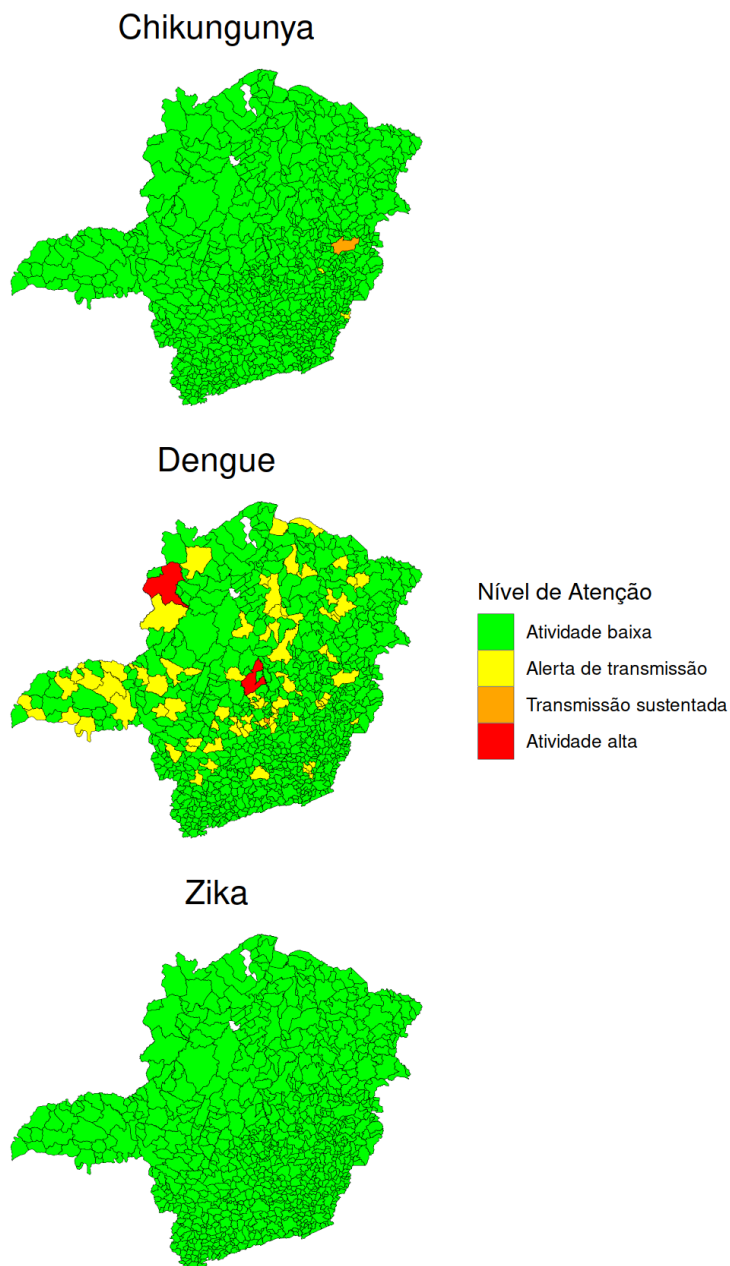 Chikungunya
Dengue
Nível de Atenção
Atividade baixa
Alerta de transmissão
Transmissão sustentada
Atividade alta
Zika